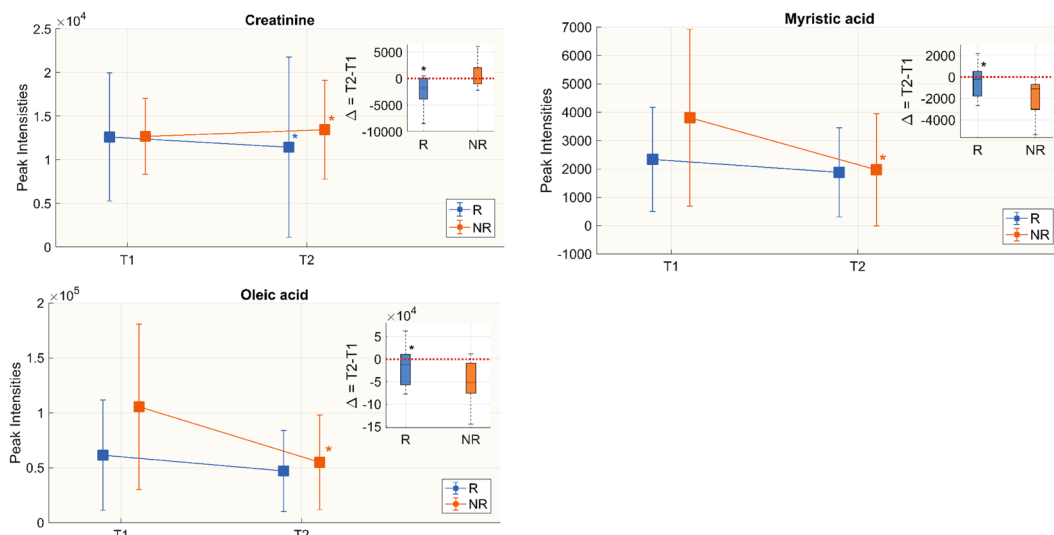 Creatinine
×10⁴
2.5
2
1.5
1
0.5
0
Peak Intensisties
T1
T2
*
*
R
NR
Δ = T2-T1
5000
0
-5000
-10000
*
R
NR
Myristic acid
7000
6000
5000
4000
3000
2000
1000
0
-1000
Peak Intensities
T1
T2
*
R
NR
Δ = T2-T1
2000
0
-2000
-4000
*
R
NR
Oleic acid
×10⁵
2
1.5
1
0.5
0
Peak Intensities
T1
T2
*
R
NR
×10⁴
Δ = T2-T1
5
0
-5
-10
-15
*
R
NR